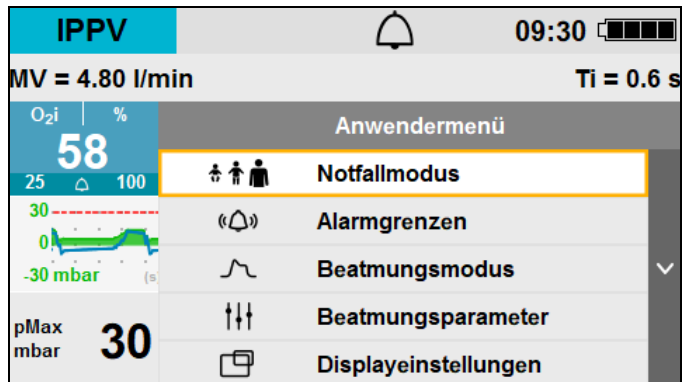 IPPV 09:30
MV = 4.80 l/min Ti = 0.6 s
O₂i %
58
25 100
Anwendermenü
Notfallmodus
Alarmgrenzen
Beatmungsmodus
Beatmungsparameter
Displayeinstellungen
30
0
-30 mbar (s
pMax
mbar 30